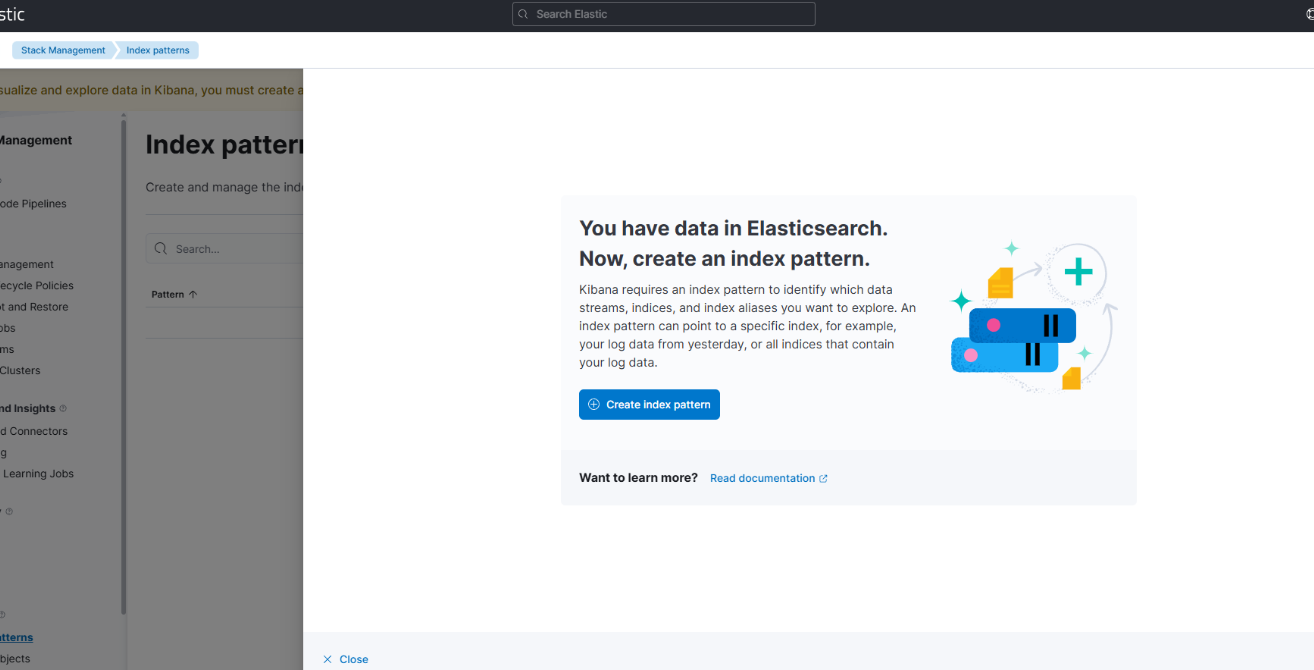 stic
Search Elastic
Stack Management
Index patterns
sualize and explore data in Kibana, you must create a
Management
ode Pipelines
anagement
ecycle Policies
ot and Restore
obs
ms
Clusters
nd Insights
d Connectors
g
Learning Jobs
atterns
bjects
Index pattern
Create and manage the inde
Search...
Pattern
You have data in Elasticsearch.
Now, create an index pattern.
Kibana requires an index pattern to identify which data
streams, indices, and index aliases you want to explore. An
index pattern can point to a specific index, for example,
your log data from yesterday, or all indices that contain
your log data.
Create index pattern
Want to learn more? Read documentation
Close